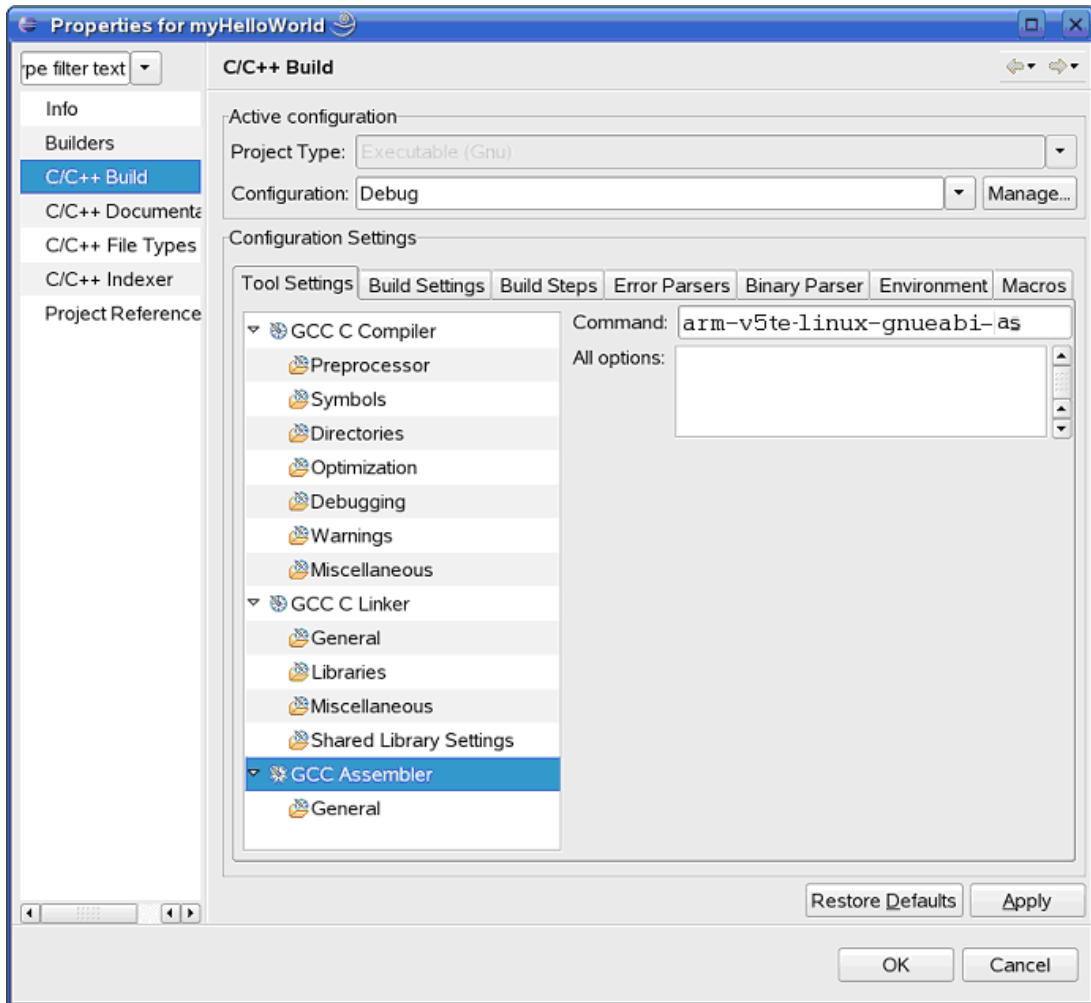 Properties for myHelloWorld
ype filter text
C/C++ Build
Info
Builders
C/C++ Build
C/C++ Documenta
C/C++ File Types
C/C++ Indexer
Project Reference
Active configuration
Project Type: Executable (Gnu)
Configuration: Debug Manage...
Configuration Settings
Tool Settings Build Settings Build Steps Error Parsers Binary Parser Environment Macros
GCC C Compiler
Preprocessor
Symbols
Directories
Optimization
Debugging
Warnings
Miscellaneous
GCC C Linker
General
Libraries
Miscellaneous
Shared Library Settings
GCC Assembler
General
Command: arm-v5te-linux-gnueabi-as
All options:
Restore Defaults Apply
OK Cancel